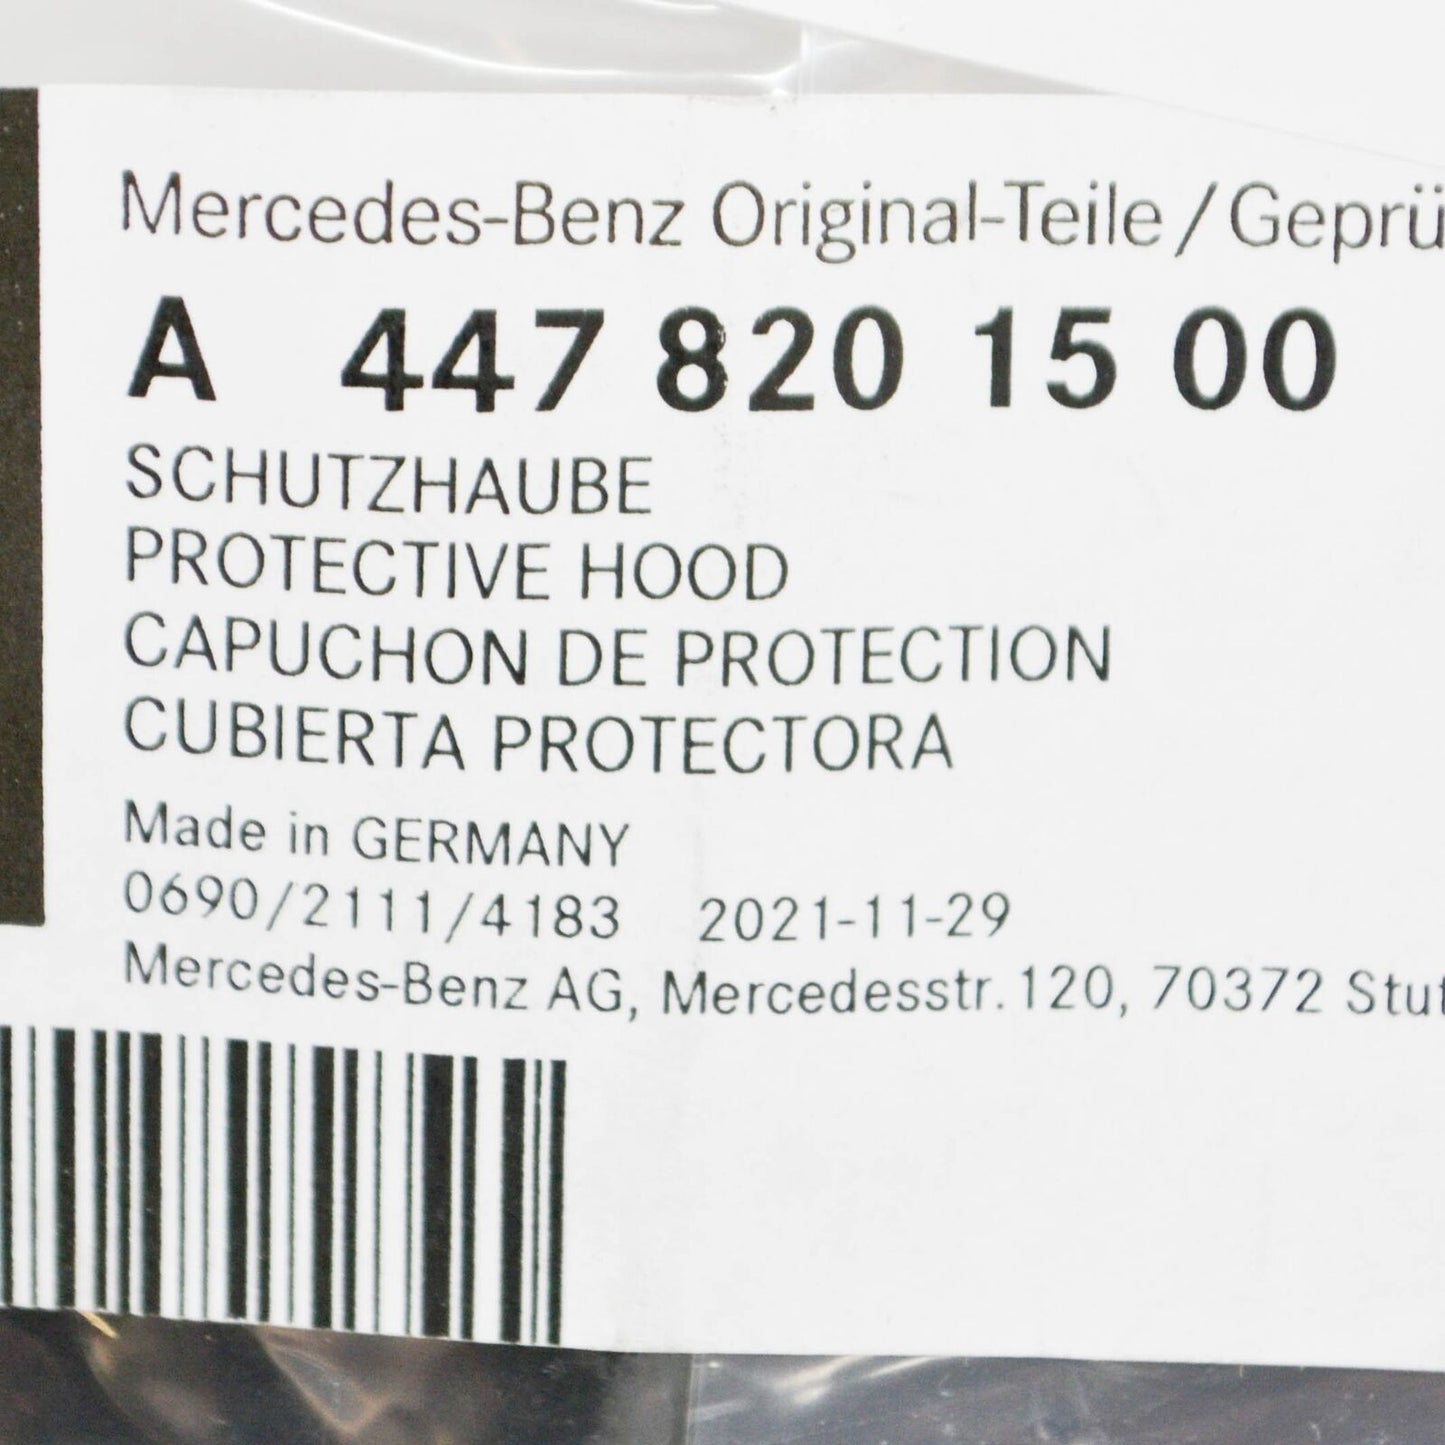 Mercedes-Benz Original-Teile / Geprü
A 447 820 15 00
SCHUTZHAUBE
PROTECTIVE HOOD
CAPUCHON DE PROTECTION
CUBIERTA PROTECTORA
Made in GERMANY
0690/2111/4183 2021-11-29
Mercedes-Benz AG, Mercedesstr.120, 70372 Stut